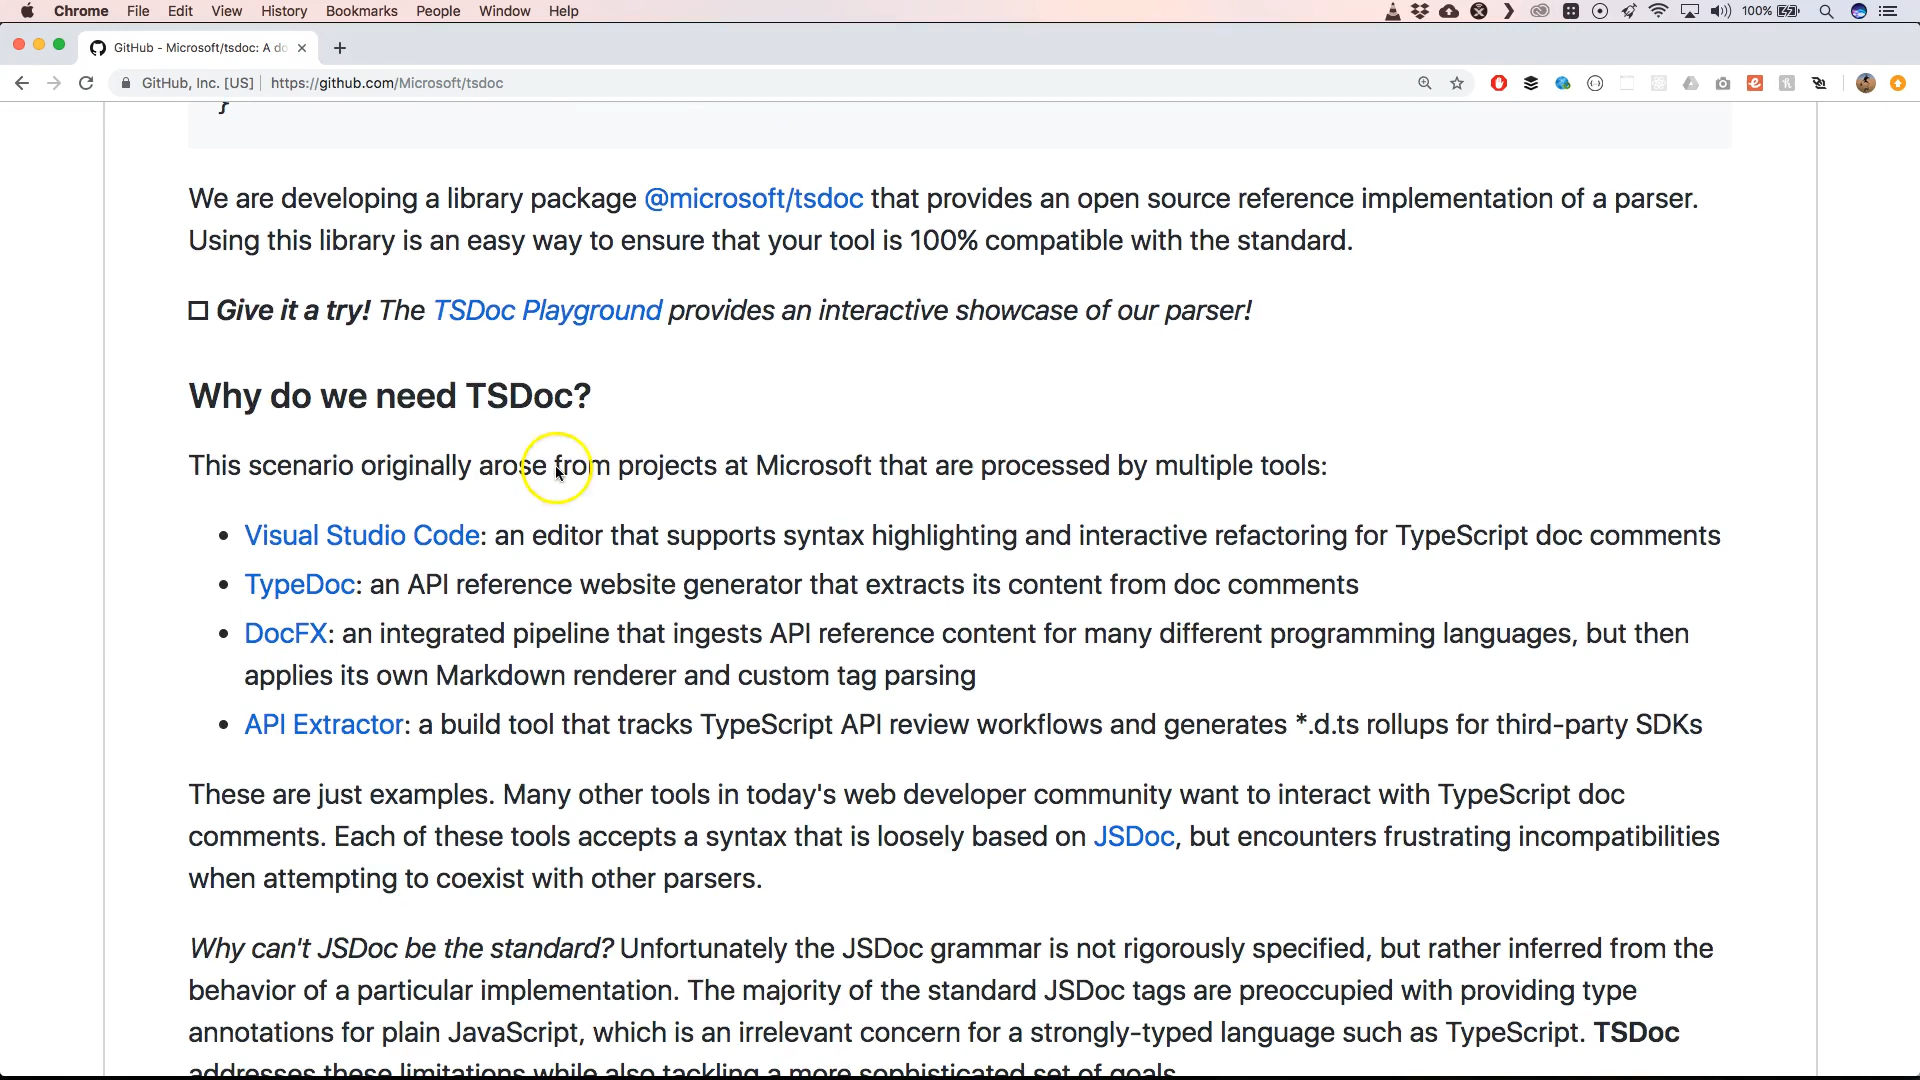 Chrome File Edit View History Bookmarks People Window Help 100%
GitHub - Microsoft/tsdoc: A do
GitHub, Inc. [US] https://github.com/Microsoft/tsdoc
}
We are developing a library package @microsoft/tsdoc that provides an open source reference implementation of a parser.
Using this library is an easy way to ensure that your tool is 100% compatible with the standard.
Give it a try! The TSDoc Playground provides an interactive showcase of our parser!
Why do we need TSDoc?
This scenario originally arose from projects at Microsoft that are processed by multiple tools:
• Visual Studio Code: an editor that supports syntax highlighting and interactive refactoring for TypeScript doc comments
• TypeDoc: an API reference website generator that extracts its content from doc comments
• DocFX: an integrated pipeline that ingests API reference content for many different programming languages, but then
applies its own Markdown renderer and custom tag parsing
• API Extractor: a build tool that tracks TypeScript API review workflows and generates *.d.ts rollups for third-party SDKs
These are just examples. Many other tools in today's web developer community want to interact with TypeScript doc
comments. Each of these tools accepts a syntax that is loosely based on JSDoc, but encounters frustrating incompatibilities
when attempting to coexist with other parsers.
Why can't JSDoc be the standard? Unfortunately the JSDoc grammar is not rigorously specified, but rather inferred from the
behavior of a particular implementation. The majority of the standard JSDoc tags are preoccupied with providing type
annotations for plain JavaScript, which is an irrelevant concern for a strongly-typed language such as TypeScript. TSDoc
addresses these limitations while also tackling a more sophisticated set of goals.